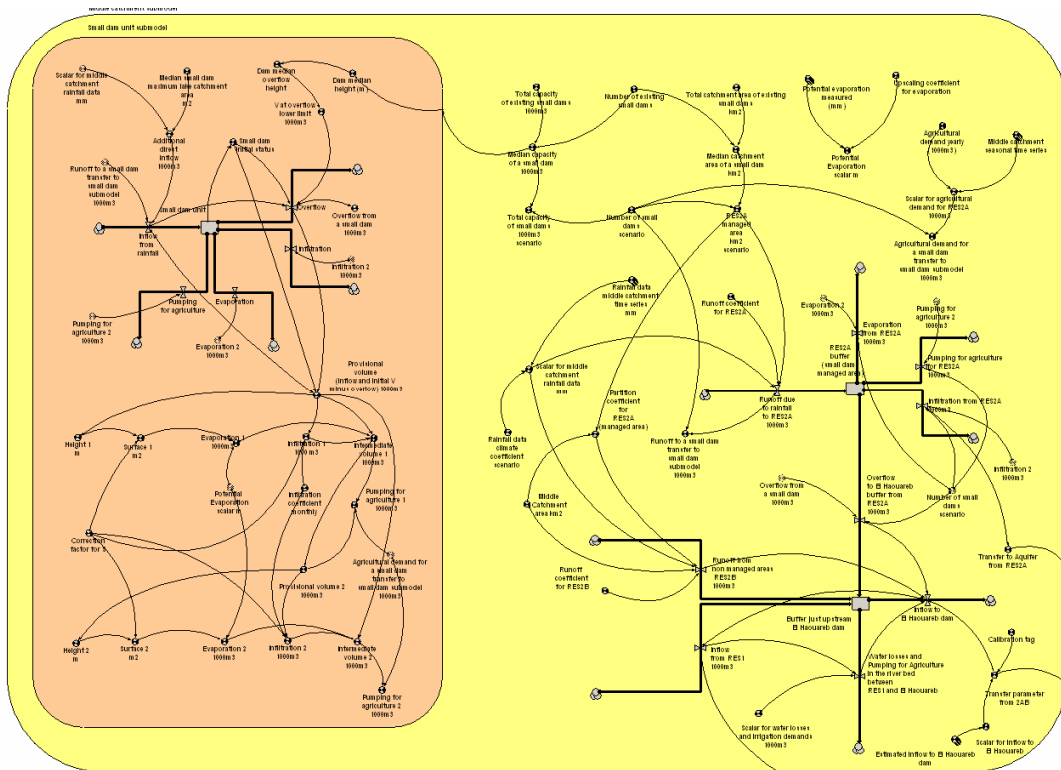 Middle catchment submodel
Small dam unit submodel
Scalar for middle
catchment
rainfall data
mm
Median small dam
maximum lake catchment
area
m2
Dam median
overflow
height
Dam median
height (m)
V at overflow
lower limit
1000m3
Additional
direct
inflow
1000m3
Small dam
initial status
Runoff to a small dam
transfer to
small dam submodel
1000m3
Small dam unit
Inflow
from
rainfall
Overflow
Overflow from
a small dam
1000m3
Infiltration
Infiltration 2
1000m3
Pumping
for agriculture
Evaporation
Pumping for
agriculture 2
1000m3
Evaporation 2
1000m3
Provisional
volume
(Inflow and initial V
minus overflow) 1000m3
Height 1
m
Surface 1
m2
Evaporation 1
1000m3
Infiltration 1
1000m3
Intermediate
volume 1
1000m3
Potential
Evaporation
scalar m
Infiltration
coefficient
monthly
Pumping for
agriculture 1
1000m3
Correction
factor for S
Provisional volume 2
1000m3
Agricultural demand for
a small dam
transfer to
small dam submodel
1000m3
Height 2
m
Surface 2
m2
Evaporation 2
1000m3
Infiltration 2
1000m3
Intermediate
volume 2
1000m3
Pumping for
agriculture 2
1000m3
Total capacity
of existing small dams
1000m3
Number of existing
small dams
Total catchment area of existing
small dams
km2
Potential evaporation
measured
(mm)
Upscaling coefficient
for evaporation
Median capacity
of a small dam
1000m3
Median catchment
area of a small dam
km2
Potential
Evaporation
scalar m
Agricultural
demand yearly
(1000m3)
Middle catchment
seasonal time series
Total capacity
of small dams
1000m3
scenario
Number of small
dams
scenario
RES2A
managed
area
km2
scenario
Scalar for agricultural
demand for RES2A
1000m3
Agricultural demand for
a small dam
transfer to
small dam submodel
1000m3
Rainfall data
middle catchment
time series
mm
Runoff coefficient
for RES2A
Evaporation 2
1000m3
Evaporation
from RES2A
1000m3
Pumping for
agriculture 2
1000m3
RES2A
buffer
(small dam
managed area)
Pumping for agriculture
for RES2A
1000m3
Scalar for middle
catchment
rainfall data
mm
Partition
coefficient
for
RES2A
(managed area)
Runoff due
to rainfall
to RES2A
1000m3
Infiltration from RES2A
1000m3
Rainfall data
climate
coefficient
scenario
Runoff to a small dam
transfer to
small dam
submodel
1000m3
Infiltration 2
1000m3
Overflow from
a small dam
1000m3
Overflow
to El Haouareb
buffer from
RES2A
1000m3
Number of small
dams
scenario
Middle
Catchment
area km2
Transfer to Aquifer
from RES2A
Runoff
coefficient
for RES2B
Runoff from
non managed areas
RES2B
1000m3
Buffer just upstream
El Haouareb
Inflow to
El Haouareb dam
1000m3
Calibration tag
Inflow
from RES1
1000m3
Water losses and
Pumping for Agriculture
in the river bed
between
RES1 and El Haouareb
Transfer parameter
from 2AB
Scalar for water losses
and irrigation demands
1000m3
Estimated inflow to El Haouareb
dam
Scalar for inflow to
El Haouareb